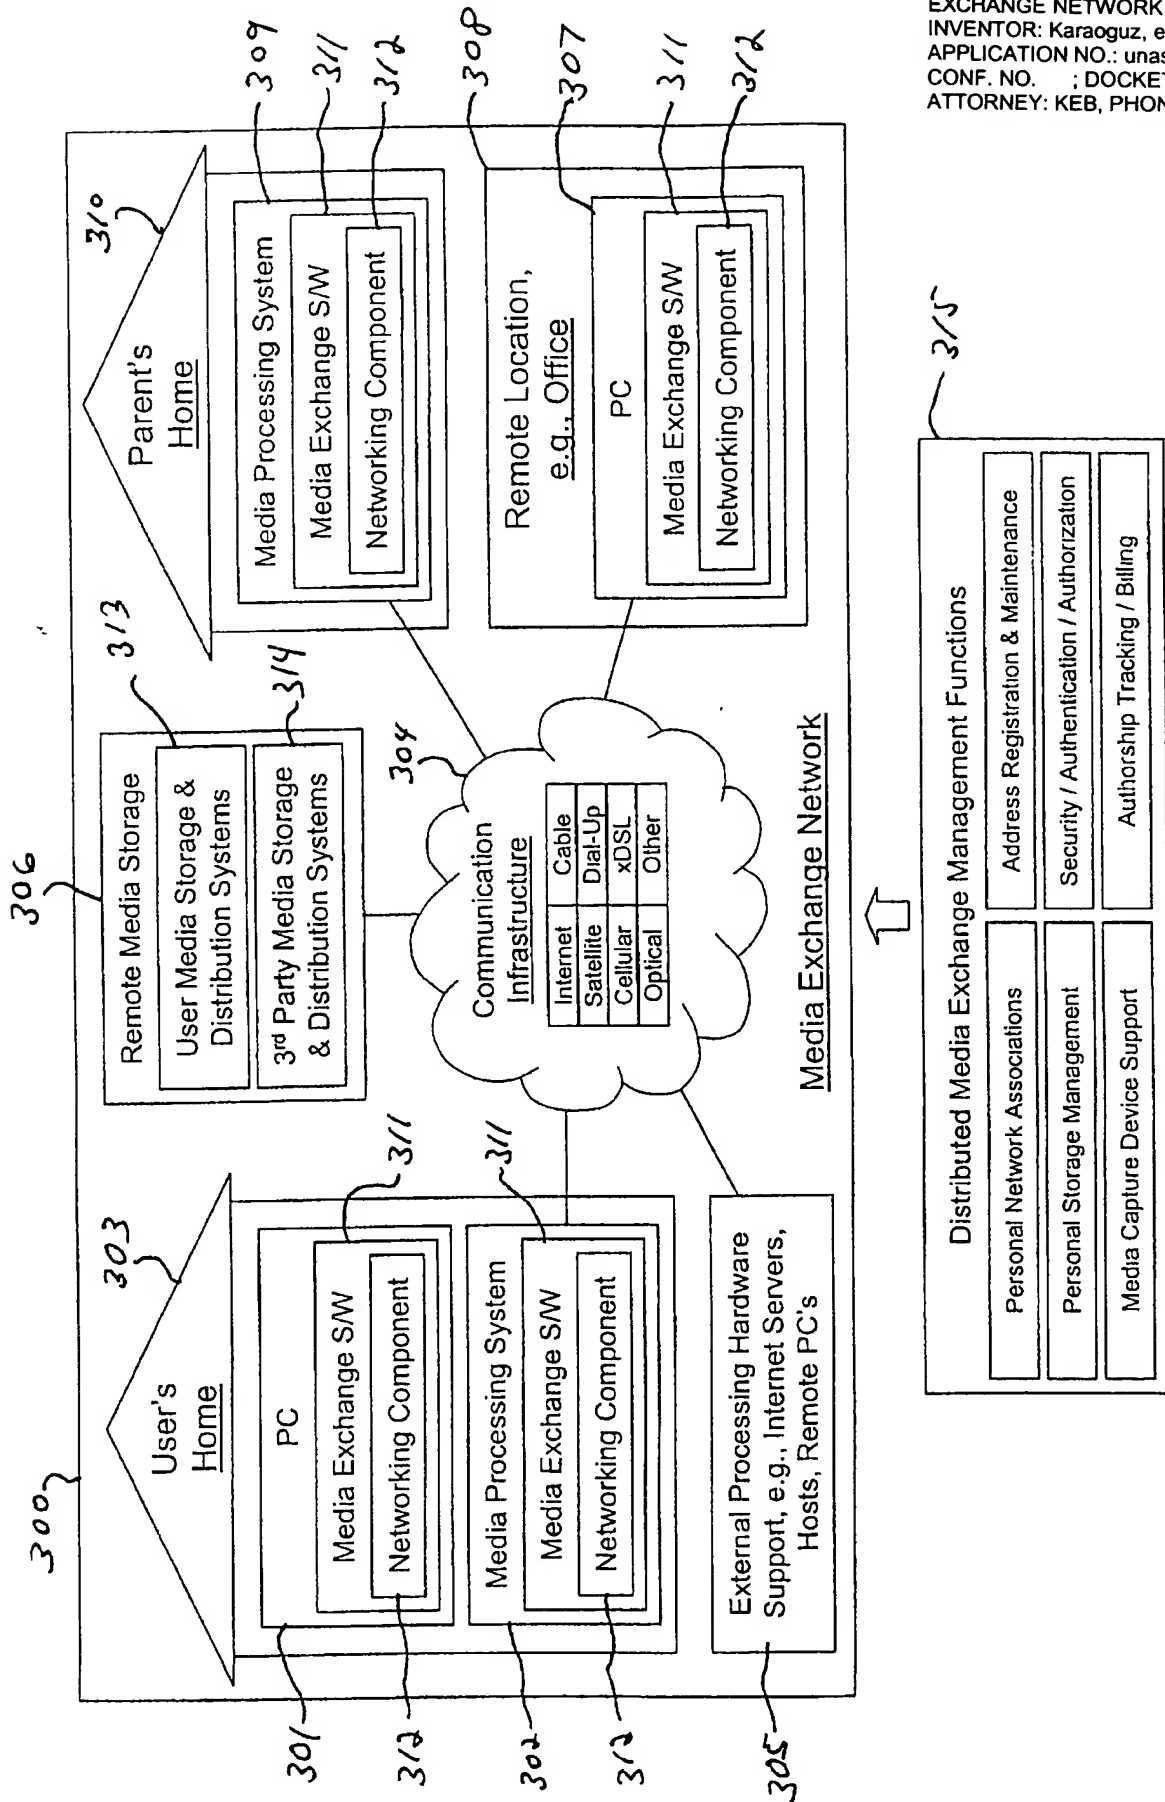 EXCHANGE NETWORK
INVENTOR: Karaoguz, e
APPLICATION NO.: unas
CONF. NO. ; DOCKET
ATTORNEY: KEB, PHON
300
303
User's
Home
PC
Media Exchange S/W
Networking Component
311
Media Processing System
Media Exchange S/W
Networking Component
311
301
312
302
312
External Processing Hardware
Support, e.g., Internet Servers,
Hosts, Remote PC's
305
306
Remote Media Storage
User Media Storage &
Distribution Systems
313
3rd Party Media Storage
& Distribution Systems
314
304
Communication
Infrastructure
Internet Cable
Satellite Dial-Up
Cellular xDSL
Optical Other
Media Exchange Network
310
Parent's
Home
Media Processing System
Media Exchange S/W
Networking Component
309
311
312
308
Remote Location,
e.g., Office
307
PC
Media Exchange S/W
Networking Component
311
312
315
Distributed Media Exchange Management Functions
Personal Network Associations
Address Registration & Maintenance
Personal Storage Management
Security / Authentication / Authorization
Media Capture Device Support
Authorship Tracking / Billing